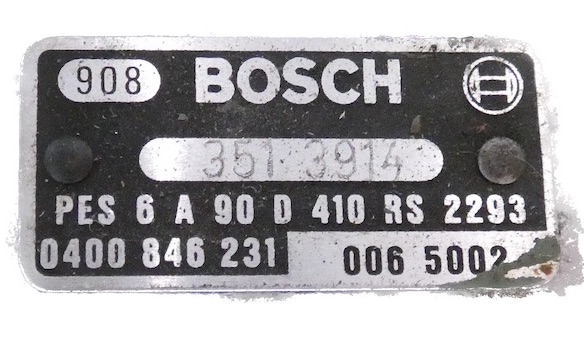 908 BOSCH
351 3914
PES 6 A 90 D 410 RS 2293
0400 846 231 006 5002